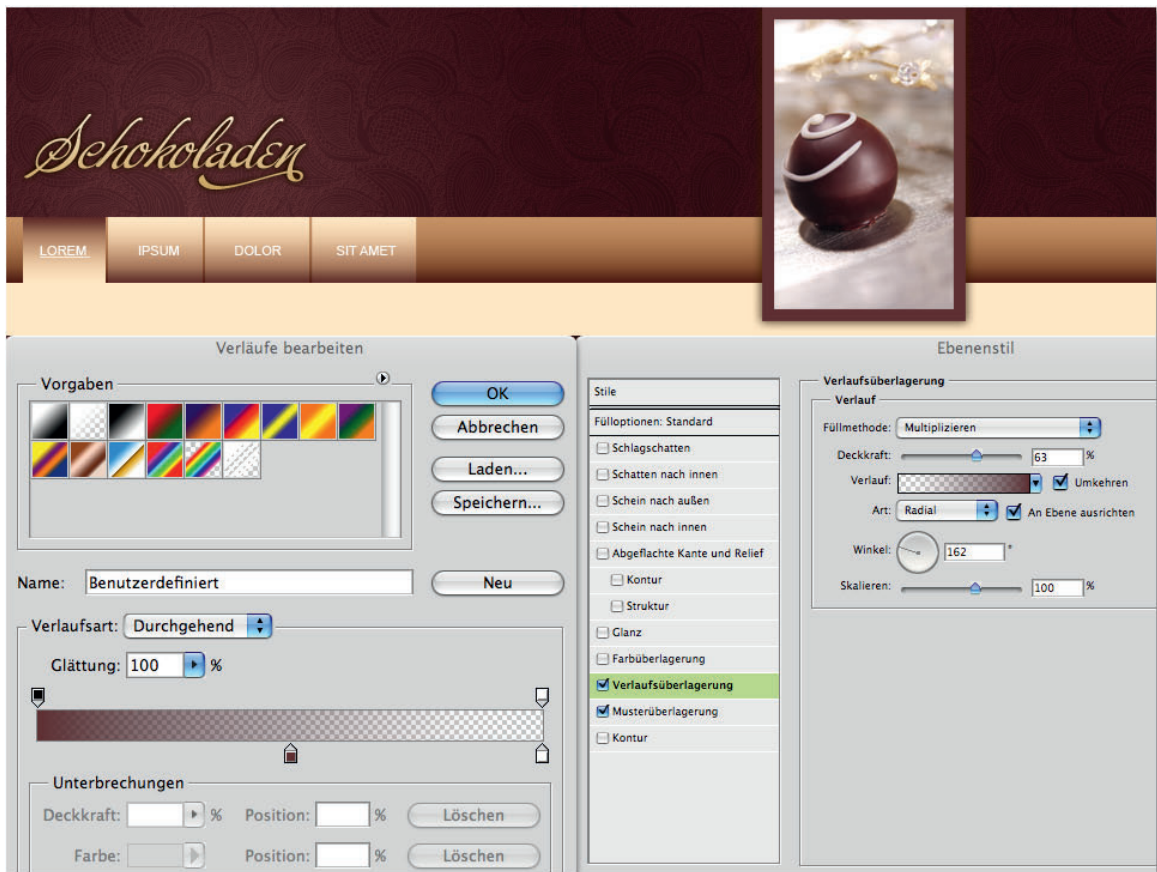 Schokoladen
LOREM
IPSUM
DOLOR
SIT AMET
Verläufe bearbeiten
Vorgaben
OK
Abbrechen
Laden...
Speichern...
Name: Benutzerdefiniert
Neu
Verlaufsart: Durchgehend
Glättung: 100 %
Unterbrechungen
Deckkraft: % Position: % Löschen
Farbe: Position: % Löschen
Ebenenstil
Stile
Fülloptionen: Standard
Schlagschatten
Schatten nach innen
Schein nach außen
Schein nach innen
Abgeflachte Kante und Relief
Kontur
Struktur
Glanz
Farbüberlagerung
Verlaufsüberlagerung
Musterüberlagerung
Kontur
Verlaufsüberlagerung
Verlauf
Füllmethode: Multiplizieren
Deckkraft: 63 %
Verlauf: Umkehren
Art: Radial An Ebene ausrichten
Winkel: 162 °
Skalieren: 100 %